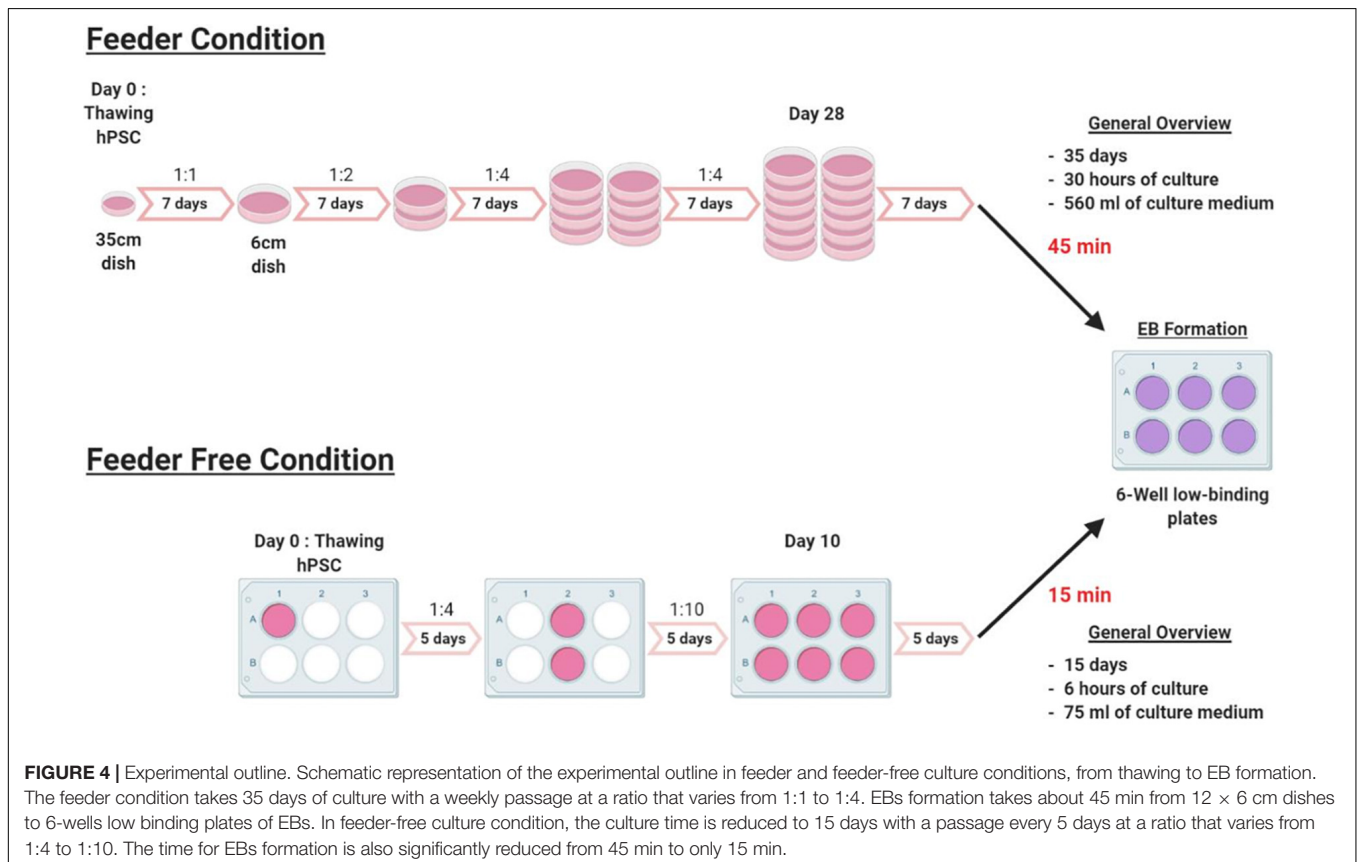 Feeder Condition
Day 0 :
Thawing
hPSC
1:1
7 days
1:2
7 days
1:4
7 days
1:4
7 days
Day 28
7 days
35cm
dish
6cm
dish
General Overview
- 35 days
- 30 hours of culture
- 560 ml of culture medium
45 min
EB Formation
1 2 3
A
B
6-Well low-binding
plates
Feeder Free Condition
Day 0 : Thawing
hPSC
1 2 3
A
B
1:4
5 days
1 2 3
A
B
1:10
5 days
Day 10
1 2 3
A
B
5 days
15 min
General Overview
- 15 days
- 6 hours of culture
- 75 ml of culture medium
FIGURE 4 | Experimental outline. Schematic representation of the experimental outline in feeder and feeder-free culture conditions, from thawing to EB formation.
The feeder condition takes 35 days of culture with a weekly passage at a ratio that varies from 1:1 to 1:4. EBs formation takes about 45 min from 12 × 6 cm dishes
to 6-wells low binding plates of EBs. In feeder-free culture condition, the culture time is reduced to 15 days with a passage every 5 days at a ratio that varies from
1:4 to 1:10. The time for EBs formation is also significantly reduced from 45 min to only 15 min.